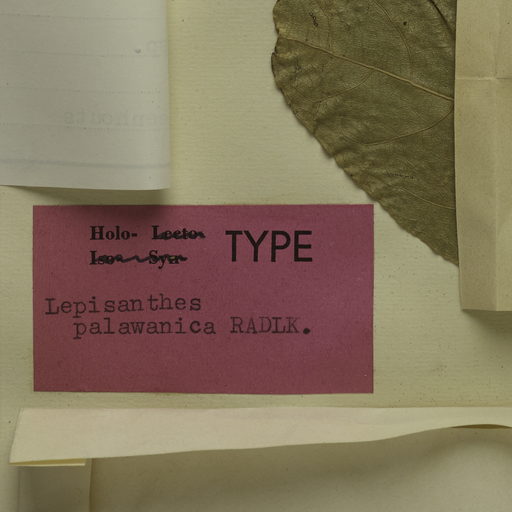 Holo- Lecto- TYPE
Iso- Syn-
Lepisanthes
palawanica RADLK.